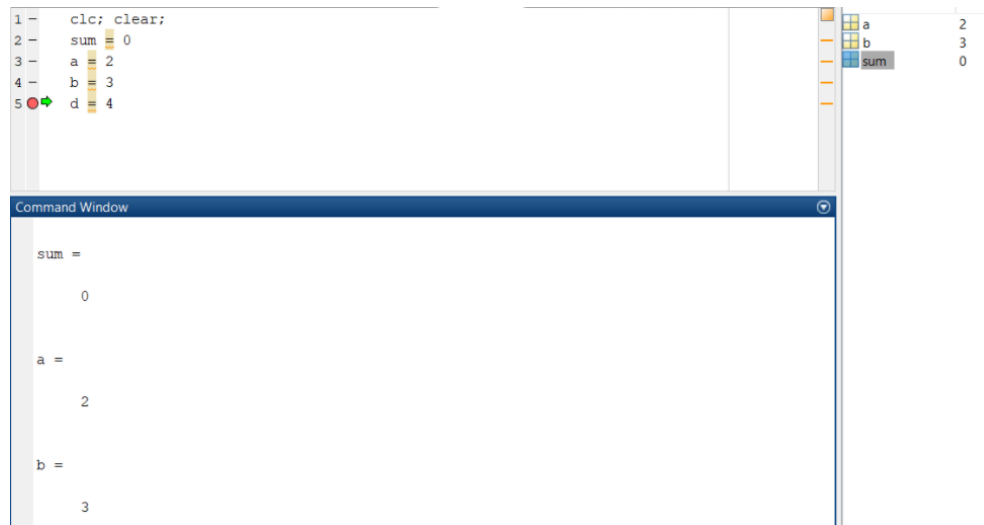 1 - clc; clear;
2 - sum = 0
3 - a = 2
4 - b = 3
5 d = 4
a 2
b 3
sum 0
Command Window
sum =
0
a =
2
b =
3